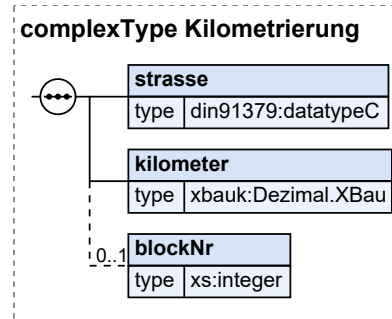 complexType Kilometrierung
strasse
type din91379:datatypeC
kilometer
type xbauk:Dezimal.XBau
0..1
blockNr
type xs:integer